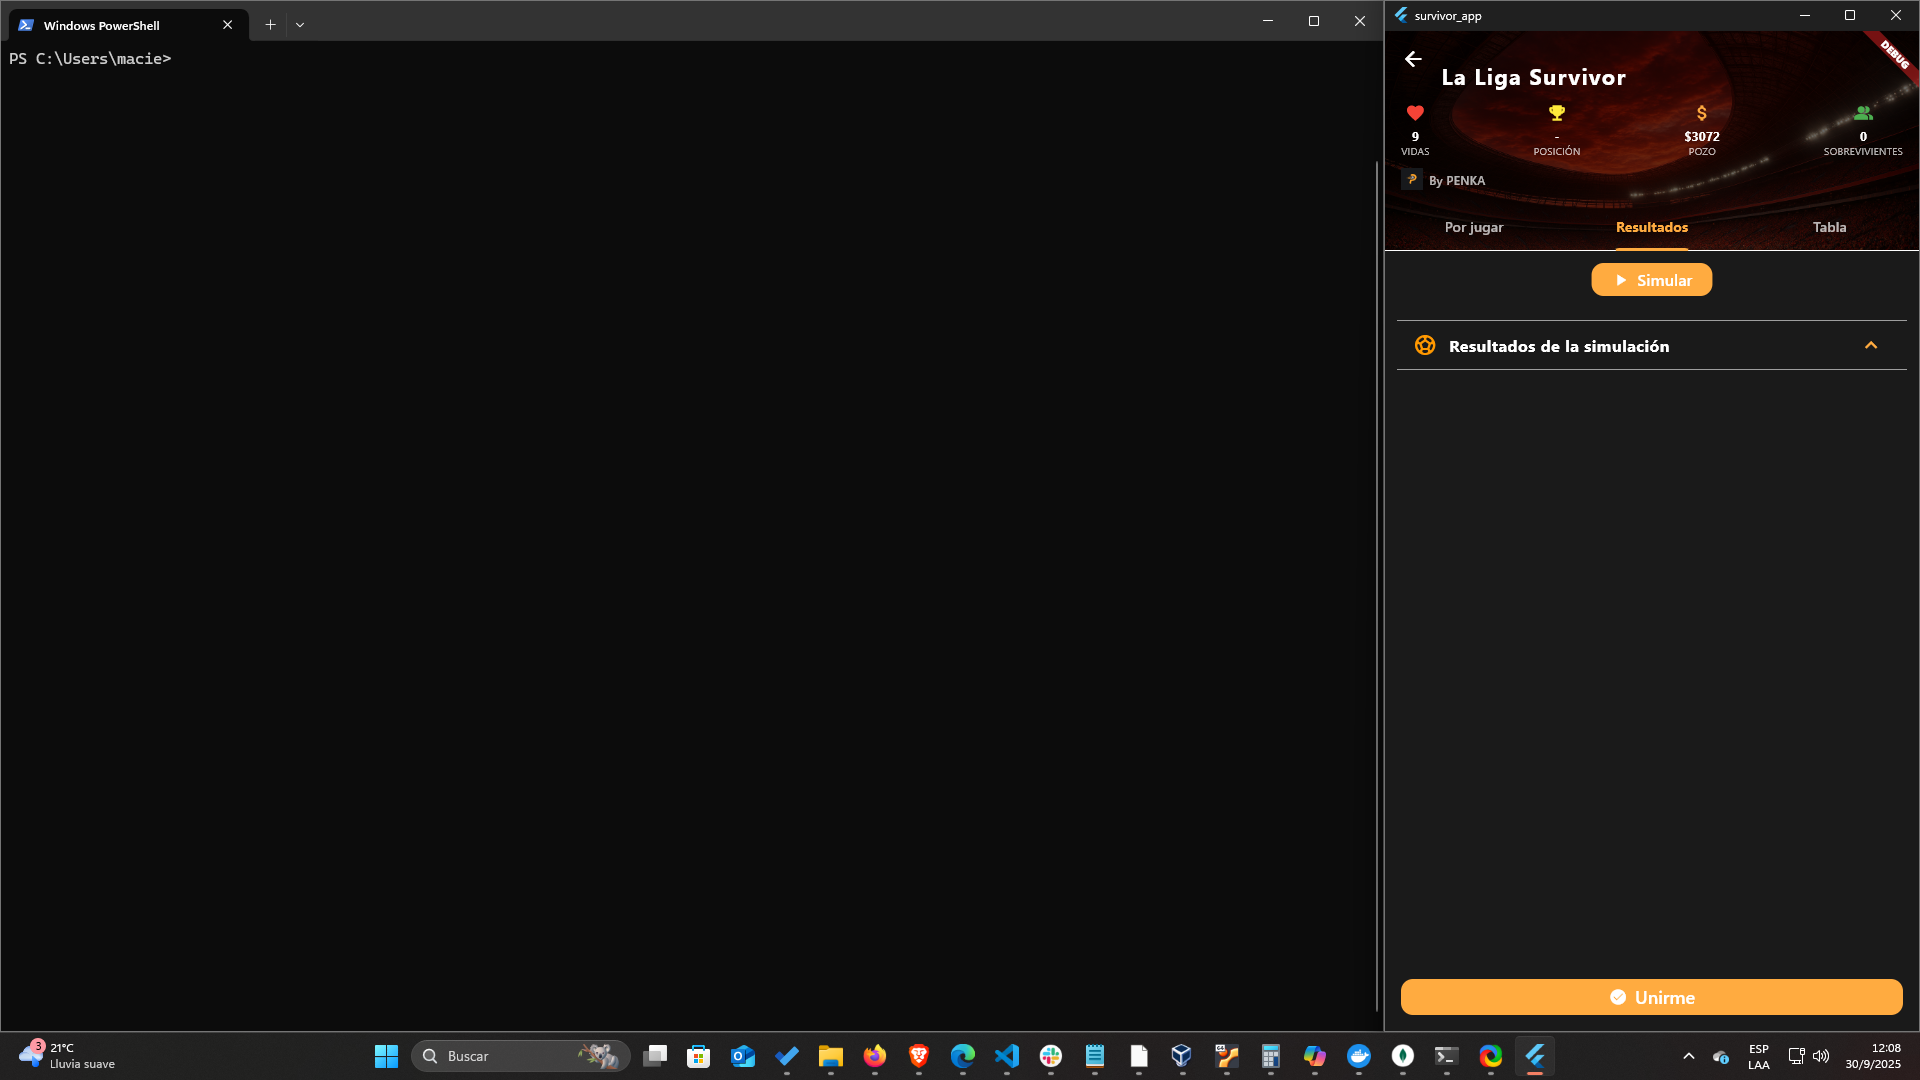 Windows PowerShell
PS C:\Users\macie>
survivor_app
DEBUG
La Liga Survivor
9
VIDAS
-
POSICIÓN
$3072
POZO
0
SOBREVIVIENTES
By PENKA
Por jugar
Resultados
Tabla
Simular
Resultados de la simulación
Unirme
3
21°C
Lluvia suave
Buscar
ESP
LAA
12:08
30/9/2025